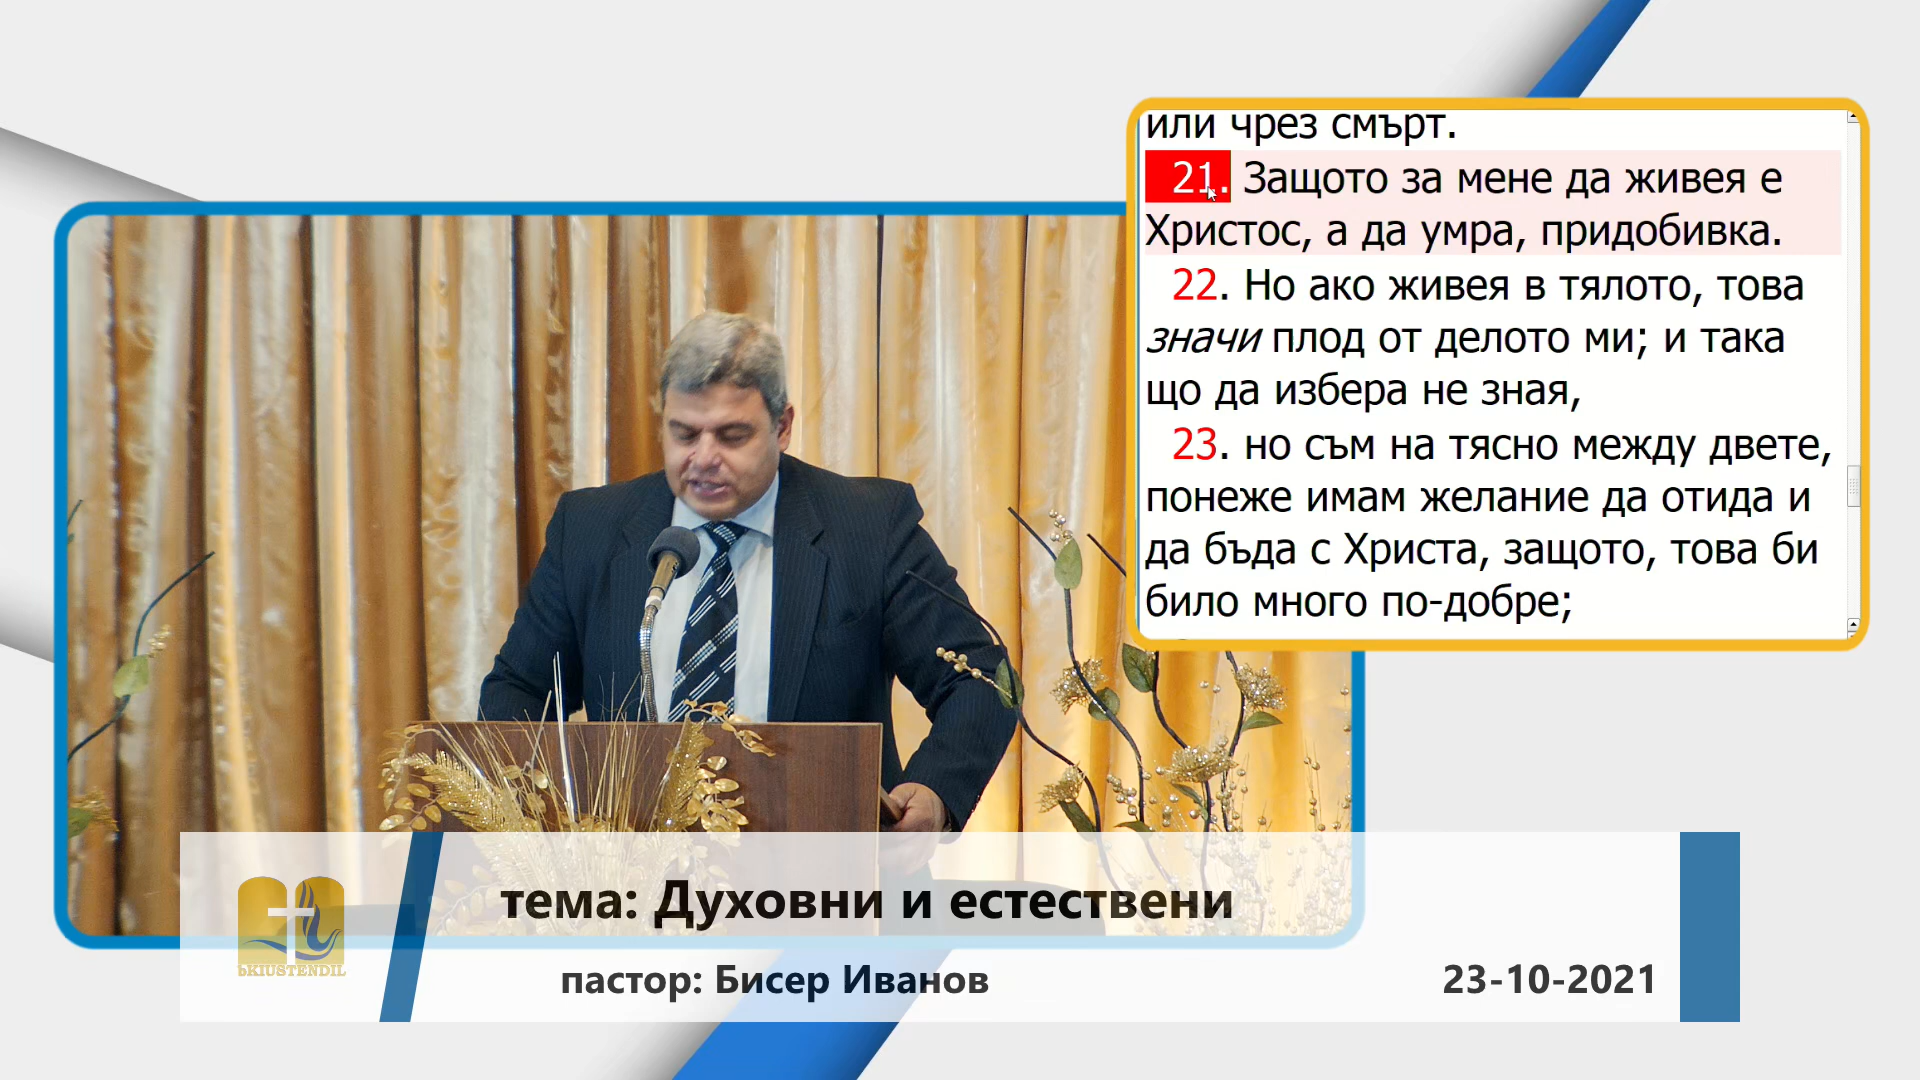 или чрез смърт.
21. Защото за мене да живея е
Христос, а да умра, придобивка.
22. Но ако живея в тялото, това
значи плод от делото ми; и така
що да избера не зная,
23. но съм на тясно между двете,
понеже имам желание да отида и
да бъда с Христа, защото, това би
било много по-добре;
тема: Духовни и естествени
пастор: Бисер Иванов
23-10-2021
bKIUSTENDIL